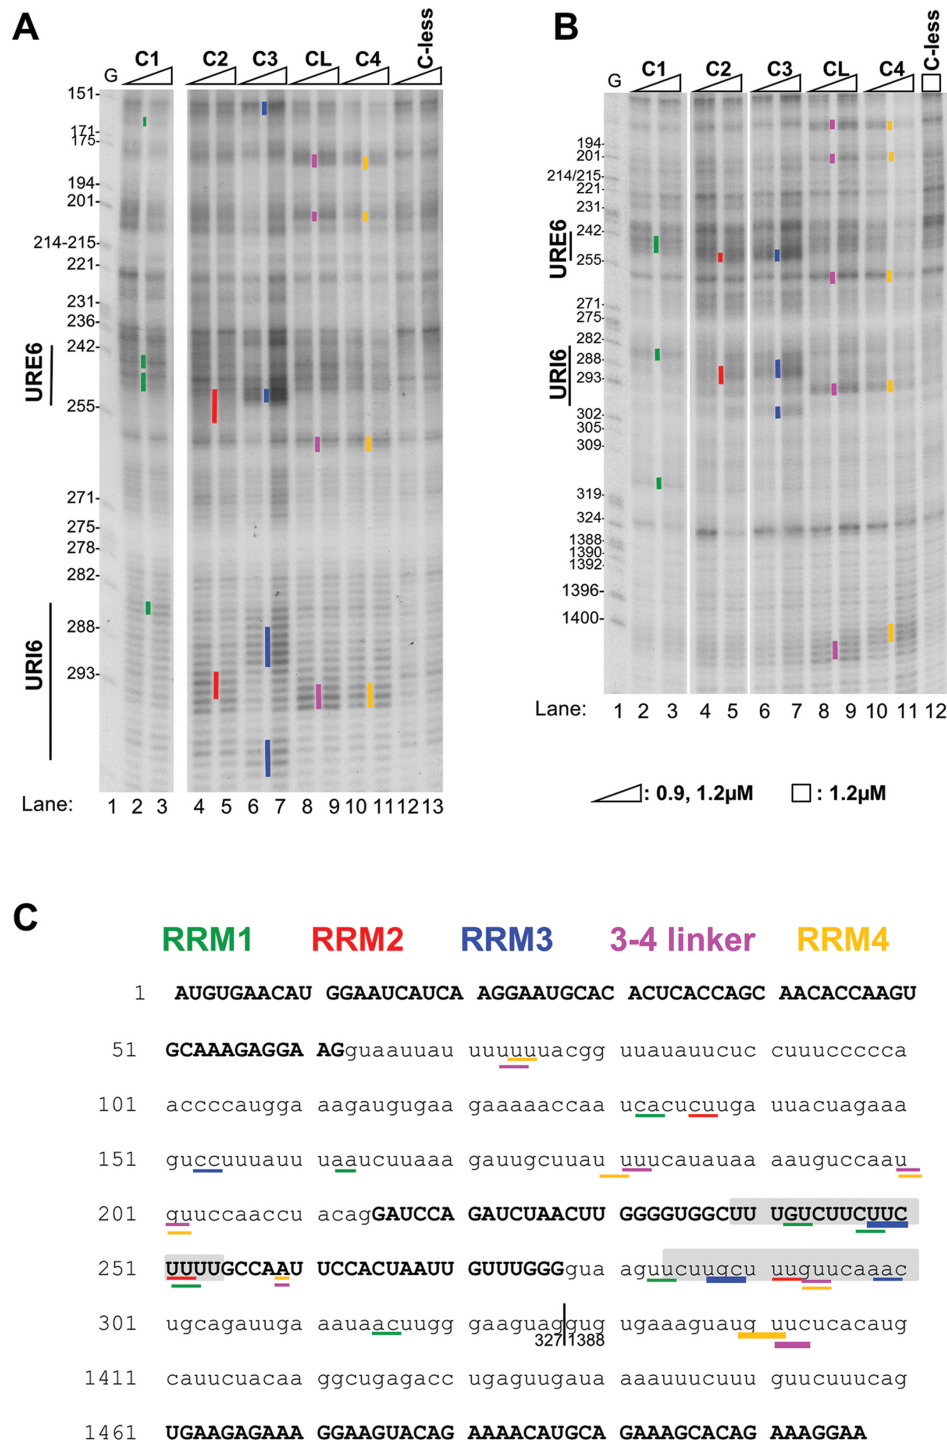 A
C1 C2 C3 CL C4 C-less
G
151
171
175
194
201
214-215
221
231
236
242
255
271
275
278
282
288
293
URE6
URI6
Lane: 1 2 3 4 5 6 7 8 9 10 11 12 13
B
C1 C2 C3 CL C4 C-less
G
194
201
214/215
221
231
242
255
271
275
282
288
293
302
305
309
319
324
1388
1390
1392
1396
1400
URE6
URI6
Lane: 1 2 3 4 5 6 7 8 9 10 11 12
: 0.9, 1.2µM : 1.2µM
C
RRM1 RRM2 RRM3 3-4 linker RRM4
1 AUGUGAACAU GGAAUCAUCA AGGAAUGCAC ACUCACCAGC AACACCAAGU
51 GCAAAGAGGA AGguaauuau uuuuuuacgg uuauauucuc cuuuccccca
101 accccaugga aagaugugaa gaaaaaccaa ucacucuuga uuacuagaaa
151 guccuuuauu uaaucuuaaa gauugcuuau uuucauauaa aauguccaau
201 guuccaaccu acagGAUCCA GAUCUAACUU GGGGUGGCUU UUGUCUUCUUC
251 UUUUGCCAAU UCCACUAAUU GUUUGGGgua aguucuugcu uuguucaaac
301 ugcagauuga aauaacuugg gaaguaggug ugaaaguaug uucucacaug
327 1388
1411 cauucuacaa ggcugagacc ugaguugaua aaauuucuuu guucuuucag
1461 UGAAGAGAAA GGAAGUACAG AAAACAUGCA GAAAGCACAG AAAGGAA